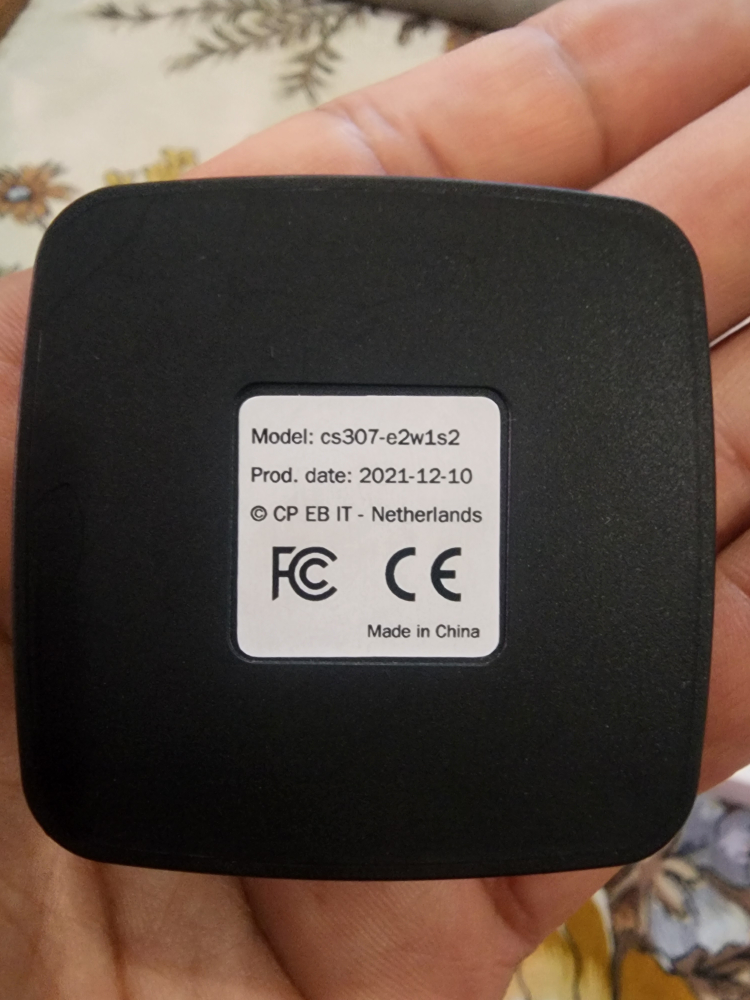 Model: cs307-e2w1s2
Prod. date: 2021-12-10
© CP EB IT - Netherlands
FC CE
Made in China